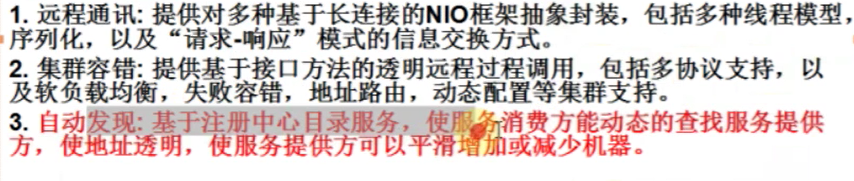 1. 远程通讯: 提供对多种基于长连接的NIO框架抽象封装，包括多种线程模型，
序列化，以及“请求-响应”模式的信息交换方式。
2. 集群容错: 提供基于接口方法的透明远程过程调用，包括多协议支持，以
及软负载均衡，失败容错，地址路由，动态配置等集群支持。
3. 自动发现: 基于注册中心目录服务，使服务消费方能动态的查找服务提供
方，使地址透明，使服务提供方可以平滑增加或减少机器。